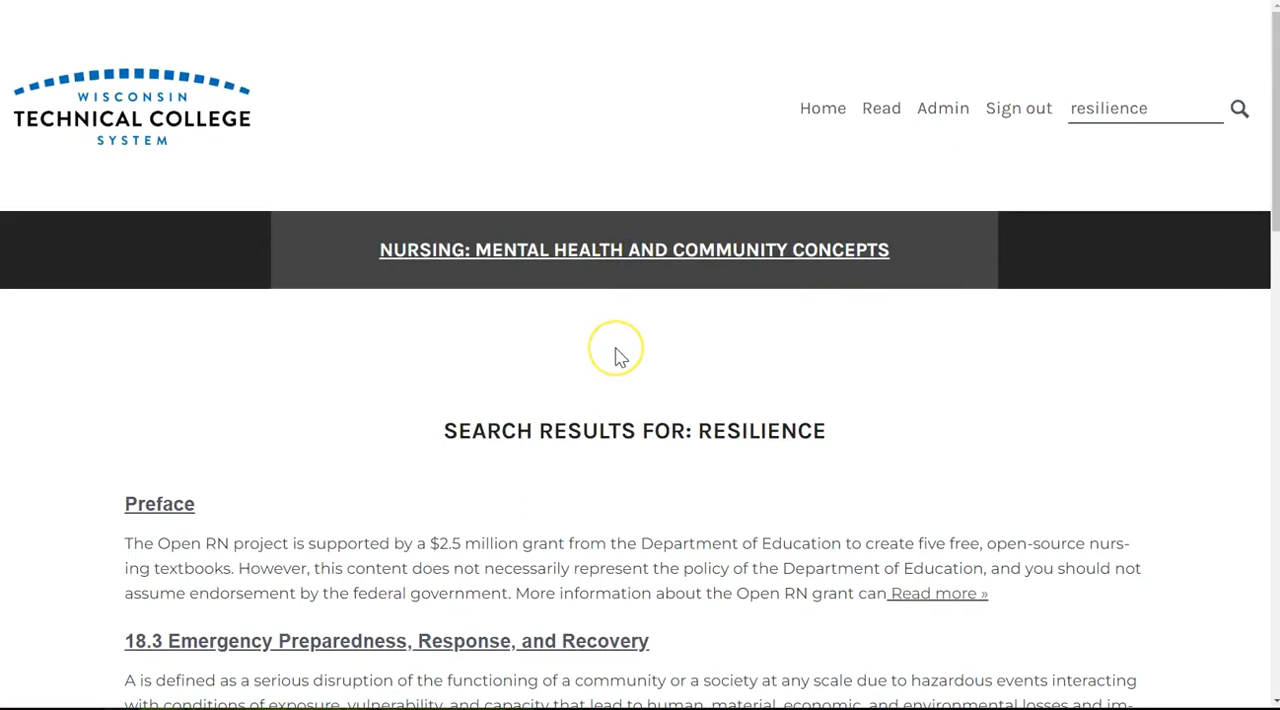 WISCONSIN
TECHNICAL COLLEGE
SYSTEM
Home Read Admin Sign out resilience
NURSING: MENTAL HEALTH AND COMMUNITY CONCEPTS
SEARCH RESULTS FOR: RESILIENCE
Preface
The Open RN project is supported by a $2.5 million grant from the Department of Education to create five free, open-source nurs-
ing textbooks. However, this content does not necessarily represent the policy of the Department of Education, and you should not
assume endorsement by the federal government. More information about the Open RN grant can Read more »
18.3 Emergency Preparedness, Response, and Recovery
A is defined as a serious disruption of the functioning of a community or a society at any scale due to hazardous events interacting
with conditions of exposure, vulnerability, and capacity that lead to human, material, economic, and environmental losses and im-